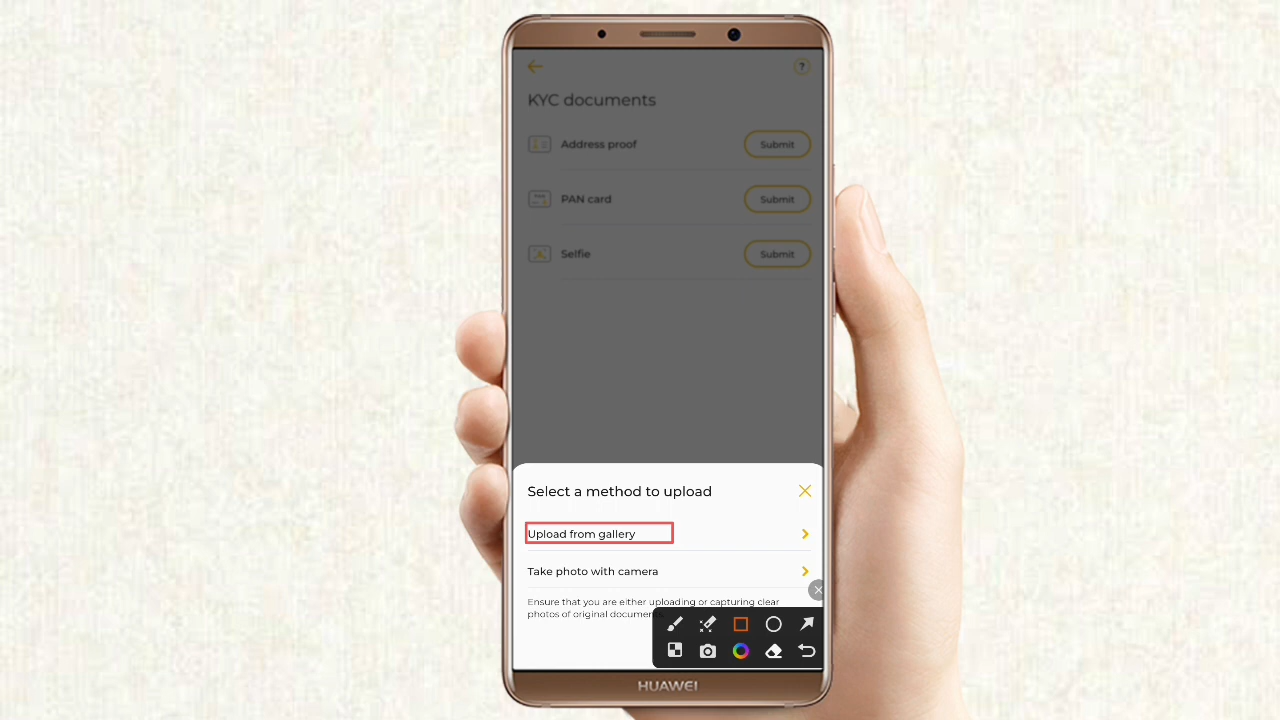 ?
KYC documents
Address proof
Submit
PAN card
Submit
Selfie
Submit
Select a method to upload
Upload from gallery
Take photo with camera
Ensure that you are either uploading or capturing clear
photos of original
HUAWEI